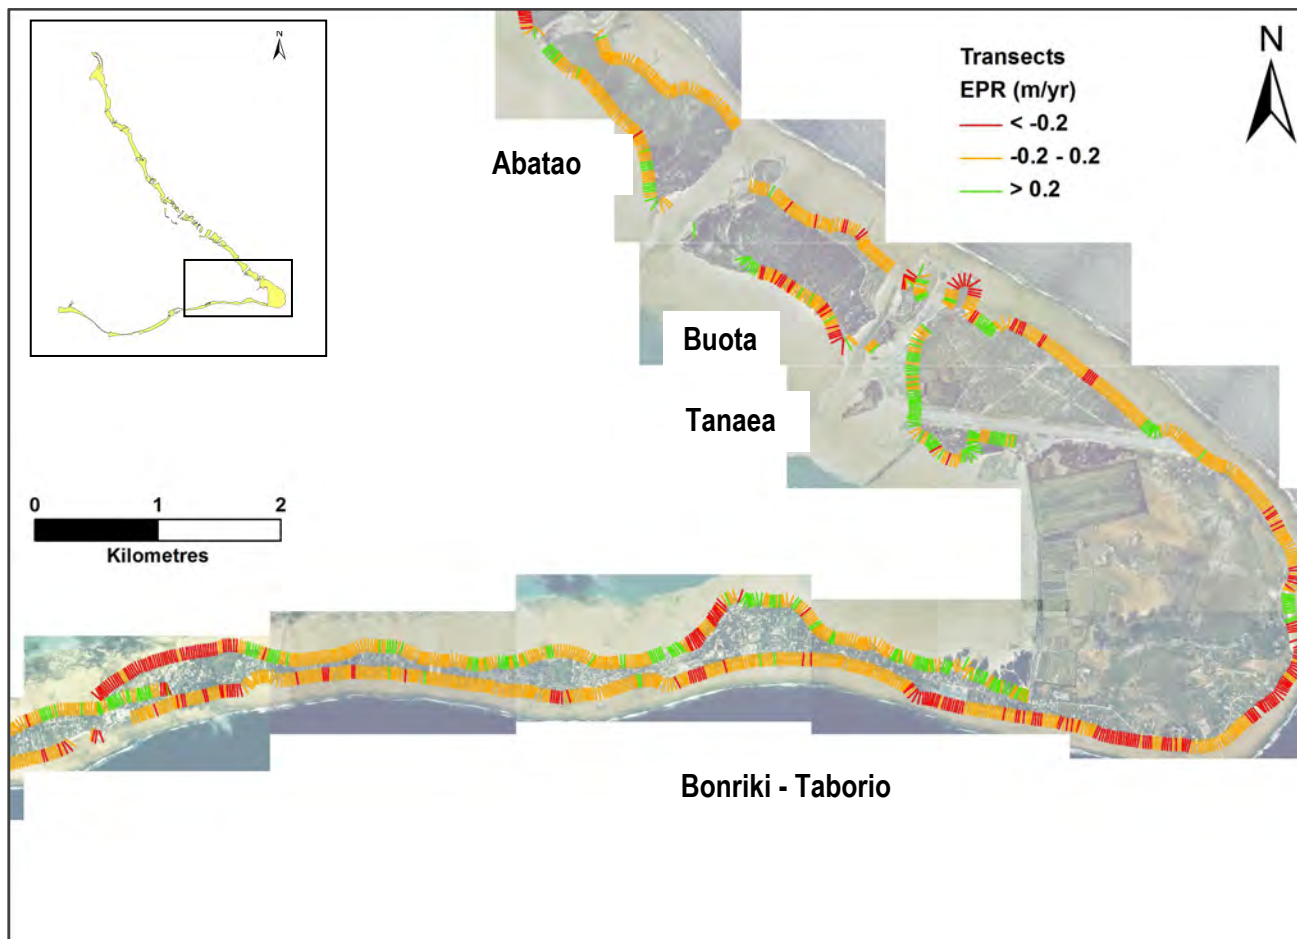 N
Transects
EPR (m/yr)
< -0.2
-0.2 - 0.2
> 0.2
N
Abatao
Buota
Tanaea
0 1 2
Kilometres
Bonriki - Taborio